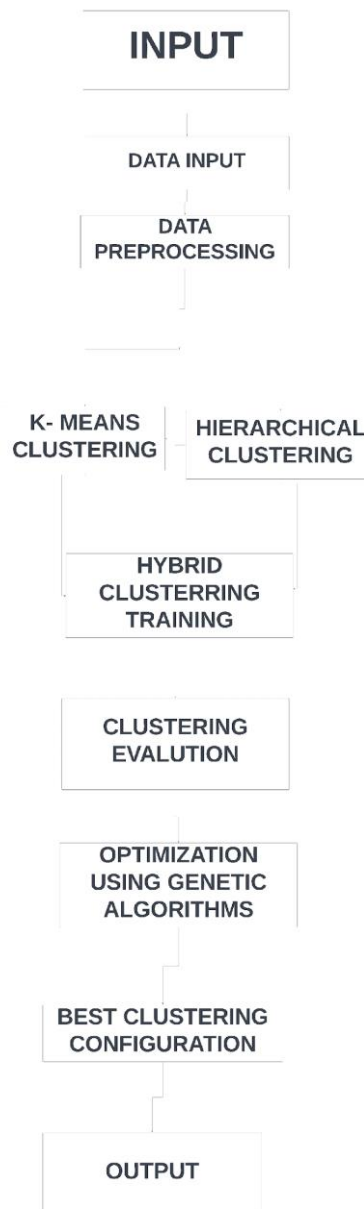 INPUT
DATA INPUT
DATA
PREPROCESSING
K- MEANS
CLUSTERING
HIERARCHICAL
CLUSTERING
HYBRID
CLUSTERRING
TRAINING
CLUSTERING
EVALUTION
OPTIMIZATION
USING GENETIC
ALGORITHMS
BEST CLUSTERING
CONFIGURATION
OUTPUT